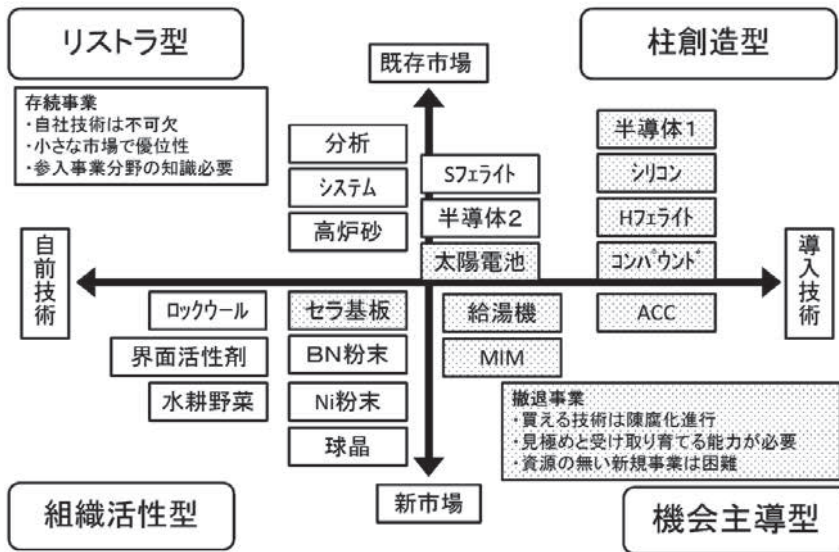 リストラ型
既存市場
柱創造型
存続事業
・自社技術は不可欠
・小さな市場で優位性
・参入事業分野の知識必要
分析
システム
高炉砂
Sフェライト
半導体2
太陽電池
半導体1
シリコン
Hフェライト
コンパウンド
自前技術
導入技術
ロックウール
界面活性剤
水耕野菜
セラ基板
BN粉末
Ni粉末
球晶
給湯機
MIM
ACC
撤退事業
・買える技術は陳腐化進行
・見極めと受け取り育てる能力が必要
・資源の無い新規事業は困難
組織活性型
新市場
機会主導型